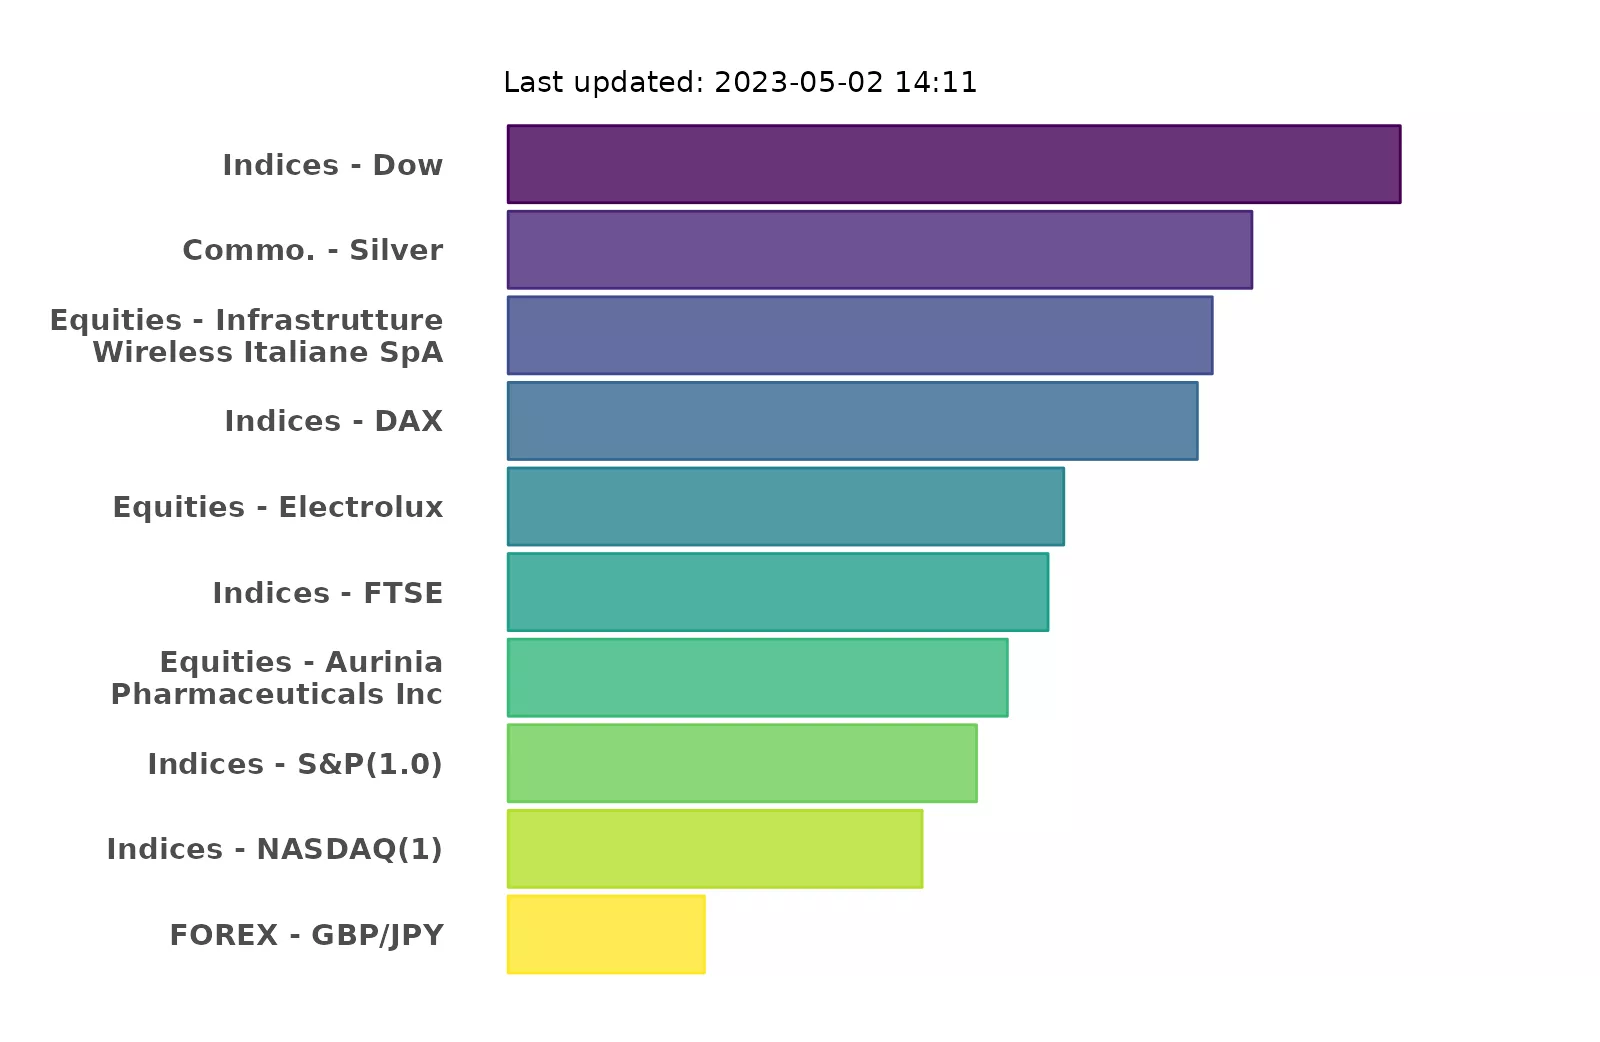 Last updated: 2023-05-02 14:11
Indices - Dow
Commo. - Silver
Equities - Infrastrutture
Wireless Italiane SpA
Indices - DAX
Equities - Electrolux
Indices - FTSE
Equities - Aurinia
Pharmaceuticals Inc
Indices - S&P(1.0)
Indices - NASDAQ(1)
FOREX - GBP/JPY